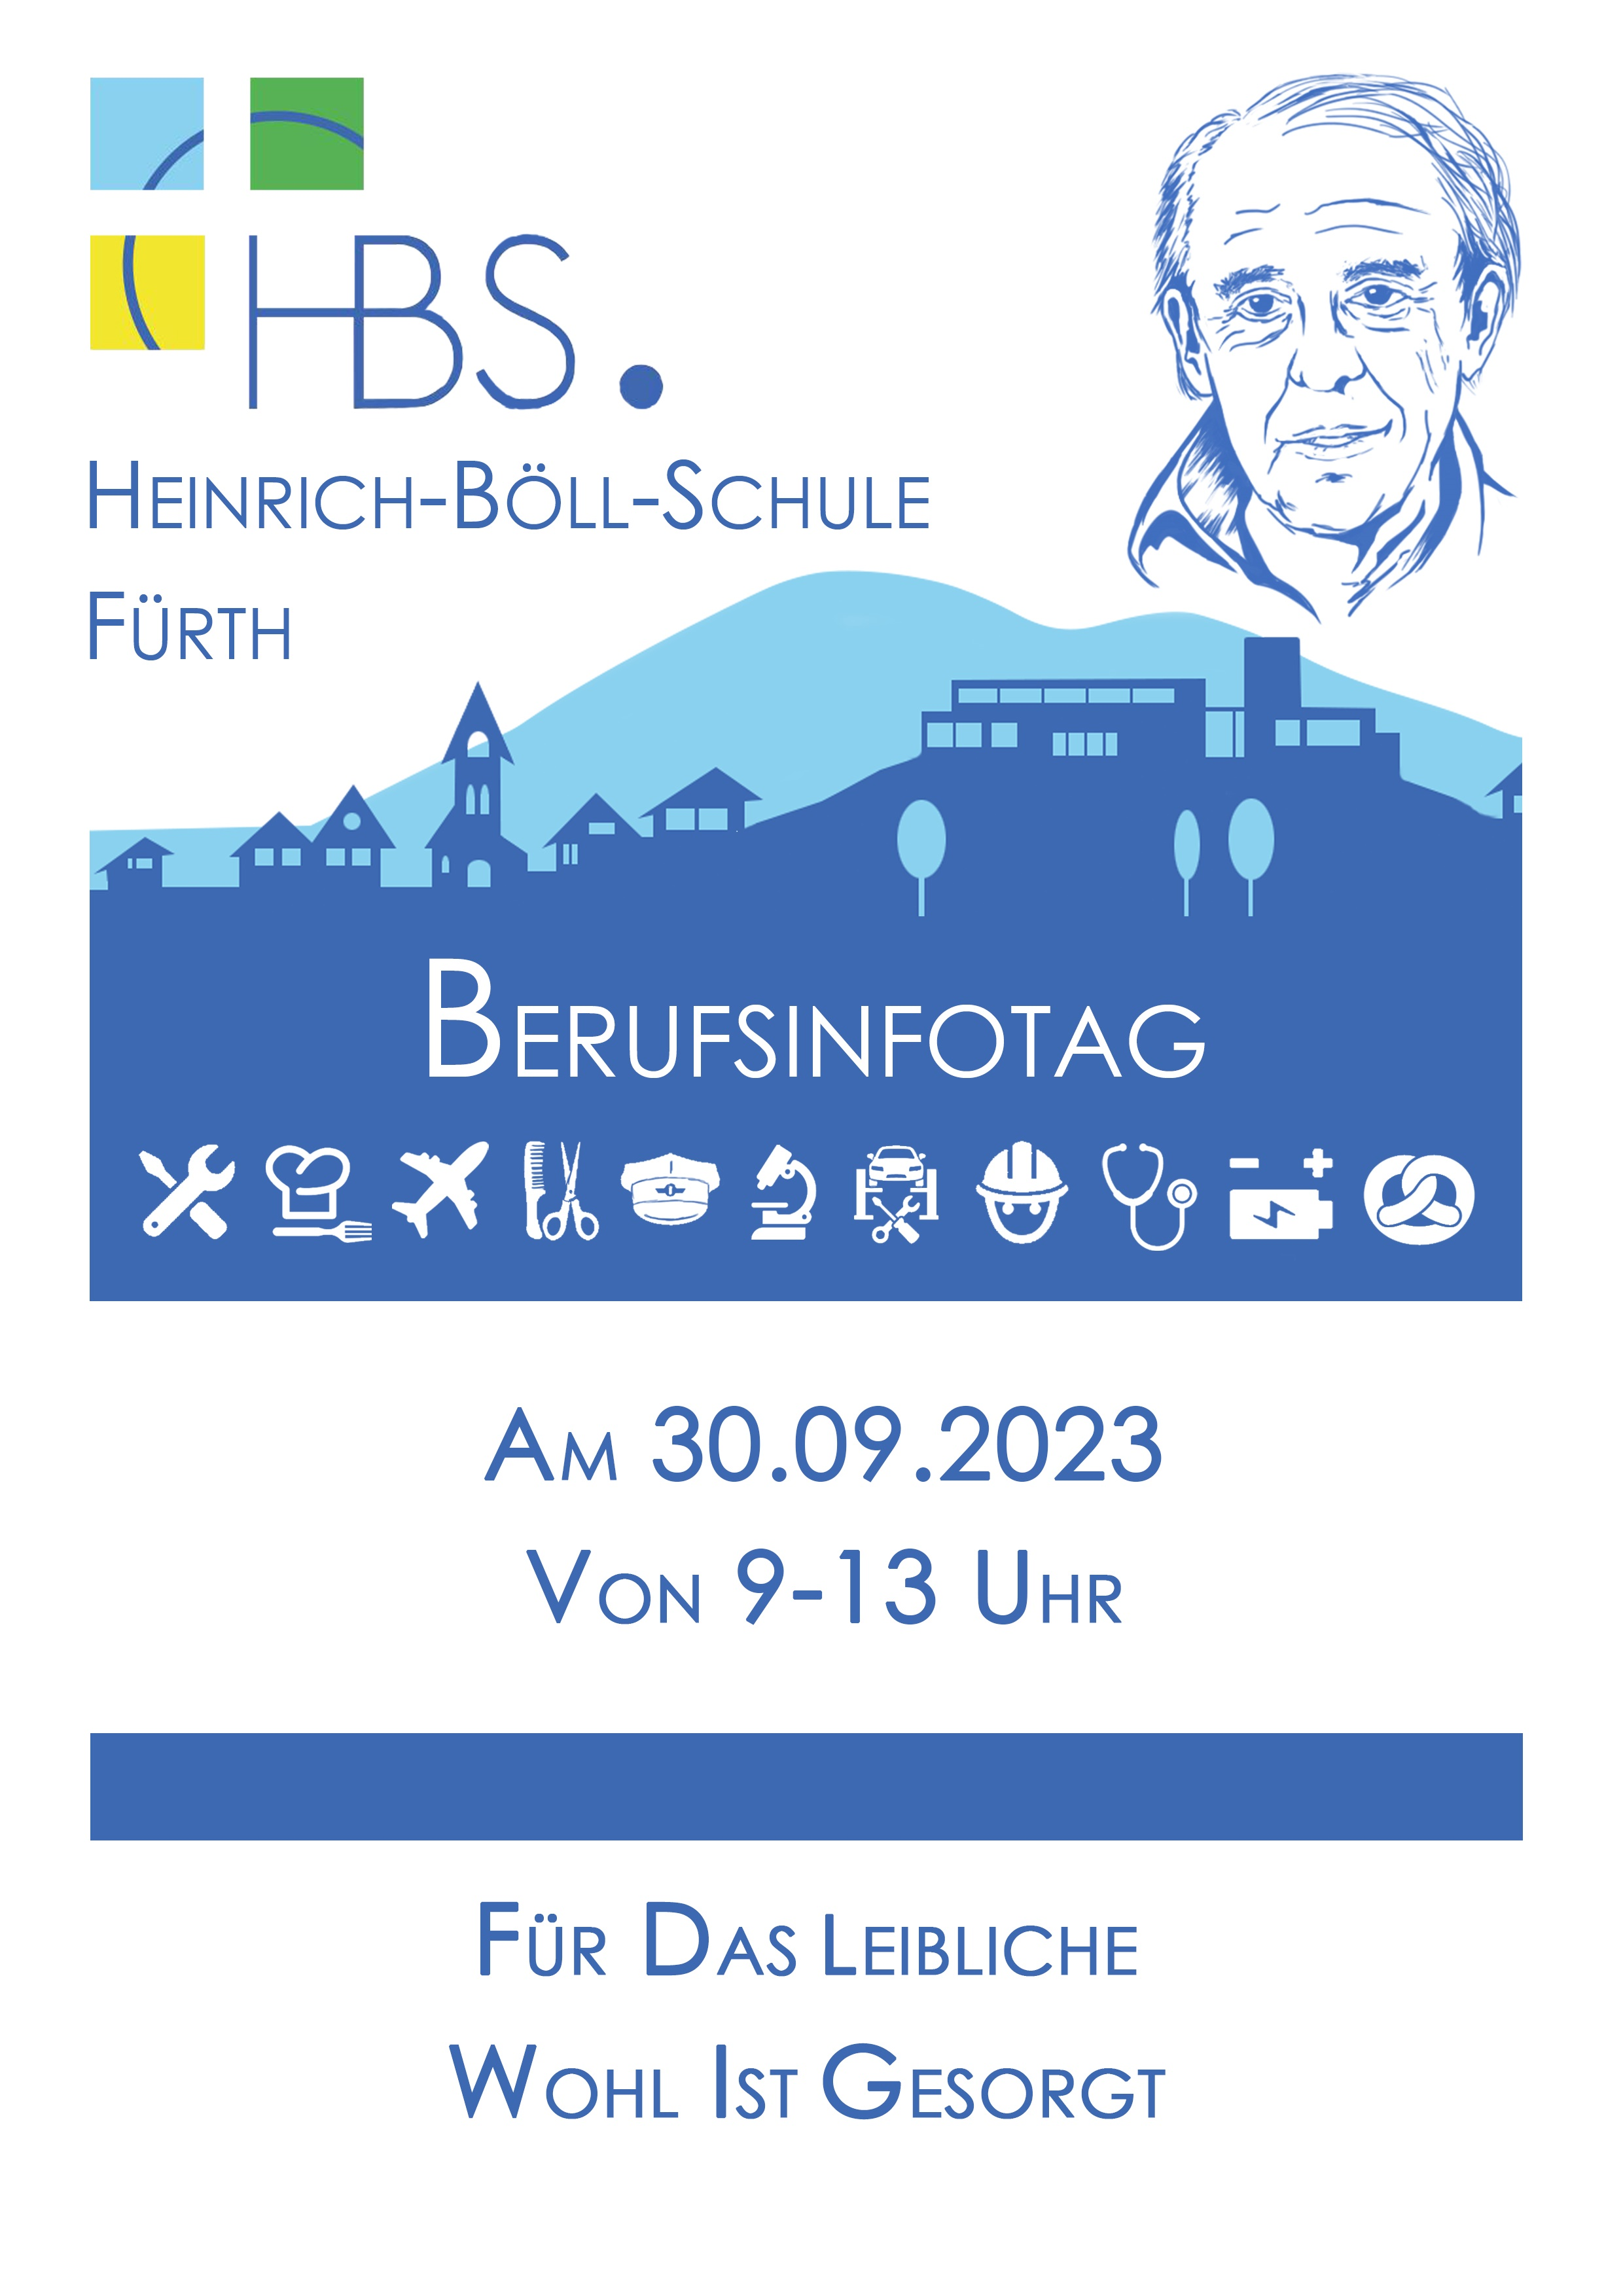 HBS.
HEINRICH-BÖLL-SCHULE
FÜRTH
BERUFSINFOTAG
AM 30.09.2023
VON 9-13 UHR
FÜR DAS LEIBLICHE
WOHL IST GESORGT